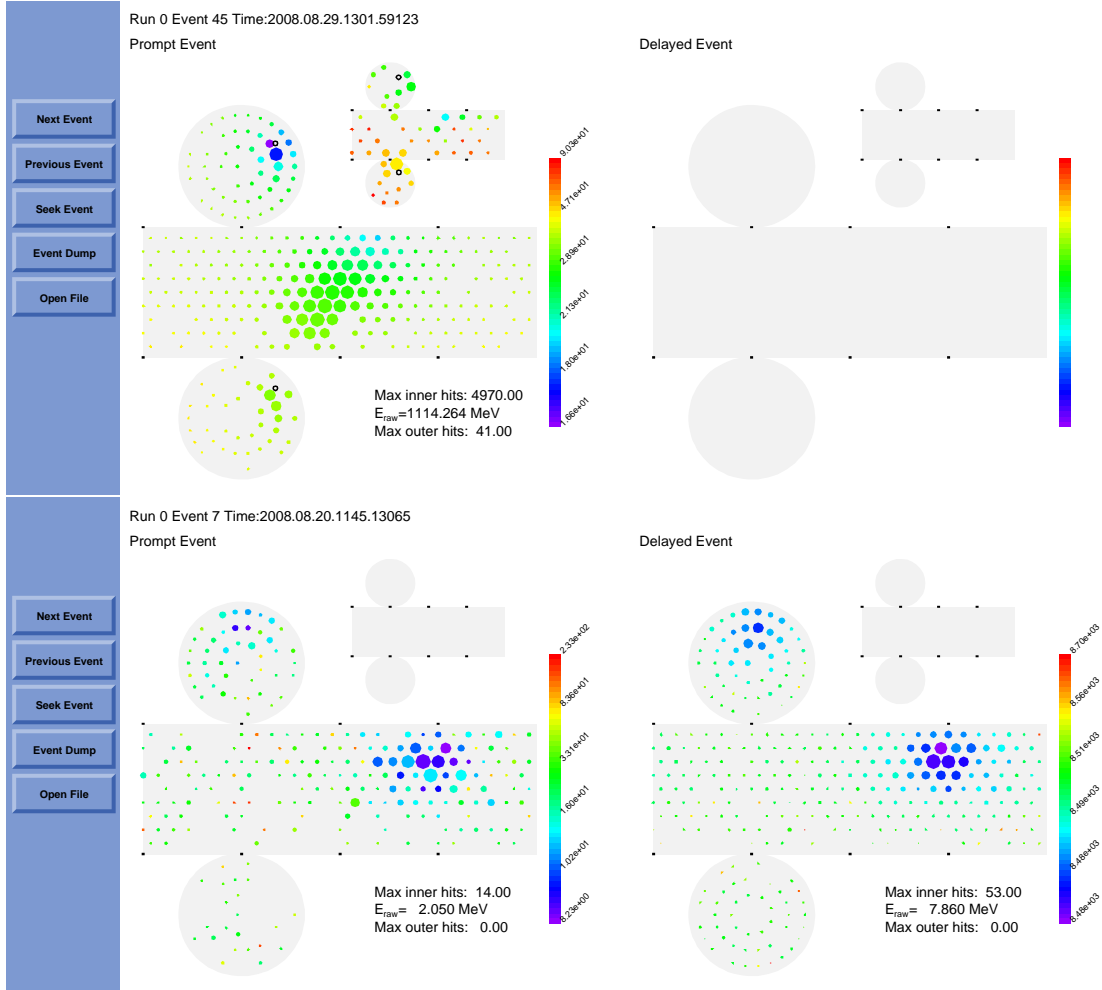 Run 0 Event 45 Time:2008.08.29.1301.59123
Prompt Event
Delayed Event
Next Event
Previous Event
Seek Event
Event Dump
Open File
9.03e+01
4.71e+01
2.89e+01
2.13e+01
1.80e+01
1.66e+01
Max inner hits: 4970.00
Eraw=1114.264 MeV
Max outer hits: 41.00
Run 0 Event 7 Time:2008.08.20.1145.13065
Prompt Event
Delayed Event
Next Event
Previous Event
Seek Event
Event Dump
Open File
2.33e+02
8.36e+01
3.31e+01
1.60e+01
1.02e+01
8.23e+00
Max inner hits: 14.00
Eraw= 2.050 MeV
Max outer hits: 0.00
8.70e+03
8.56e+03
8.51e+03
8.49e+03
8.48e+03
8.48e+03
Max inner hits: 53.00
Eraw= 7.860 MeV
Max outer hits: 0.00